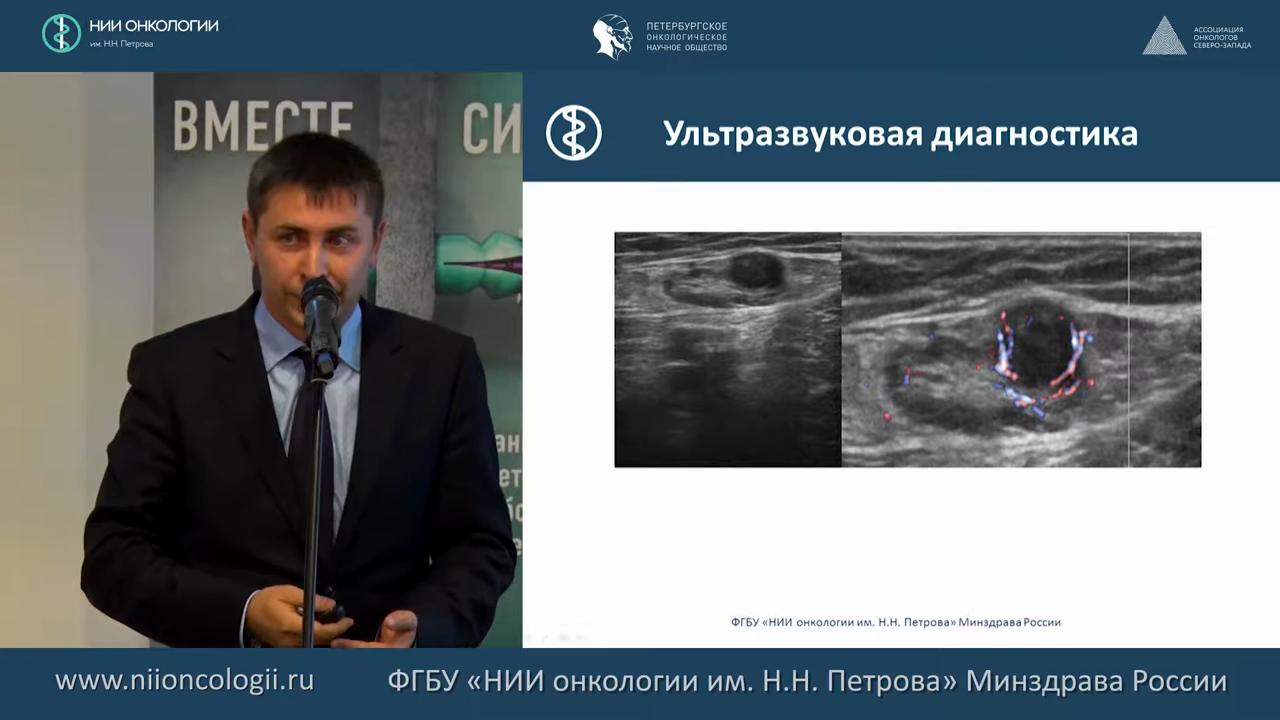 НИИ ОНКОЛОГИИ
им. Н.Н. Петрова
ПЕТЕРБУРГСКОЕ
ОНКОЛОГИЧЕСКОЕ
НАУЧНОЕ ОБЩЕСТВО
АССОЦИАЦИЯ
ОНКОЛОГОВ
СЕВЕРО-ЗАПАДА
ВМЕСТЕ
СИ
Ультразвуковая диагностика
ФГБУ «НИИ онкологии им. Н.Н. Петрова» Минздрава России
www.niioncologii.ru
ФГБУ «НИИ онкологии им. Н.Н. Петрова» Минздрава России